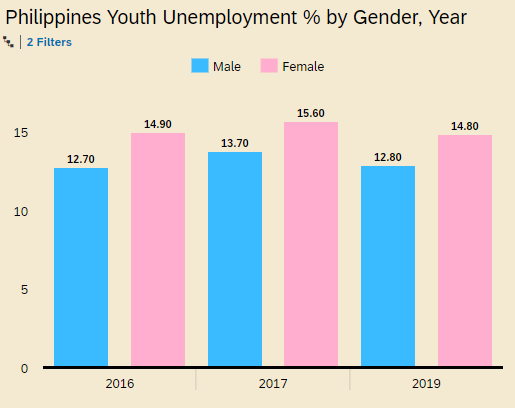 Philippines Youth Unemployment % by Gender, Year
2 Filters
Male Female
15
10
5
0
12.70
14.90
13.70
15.60
12.80
14.80
2016 2017 2019